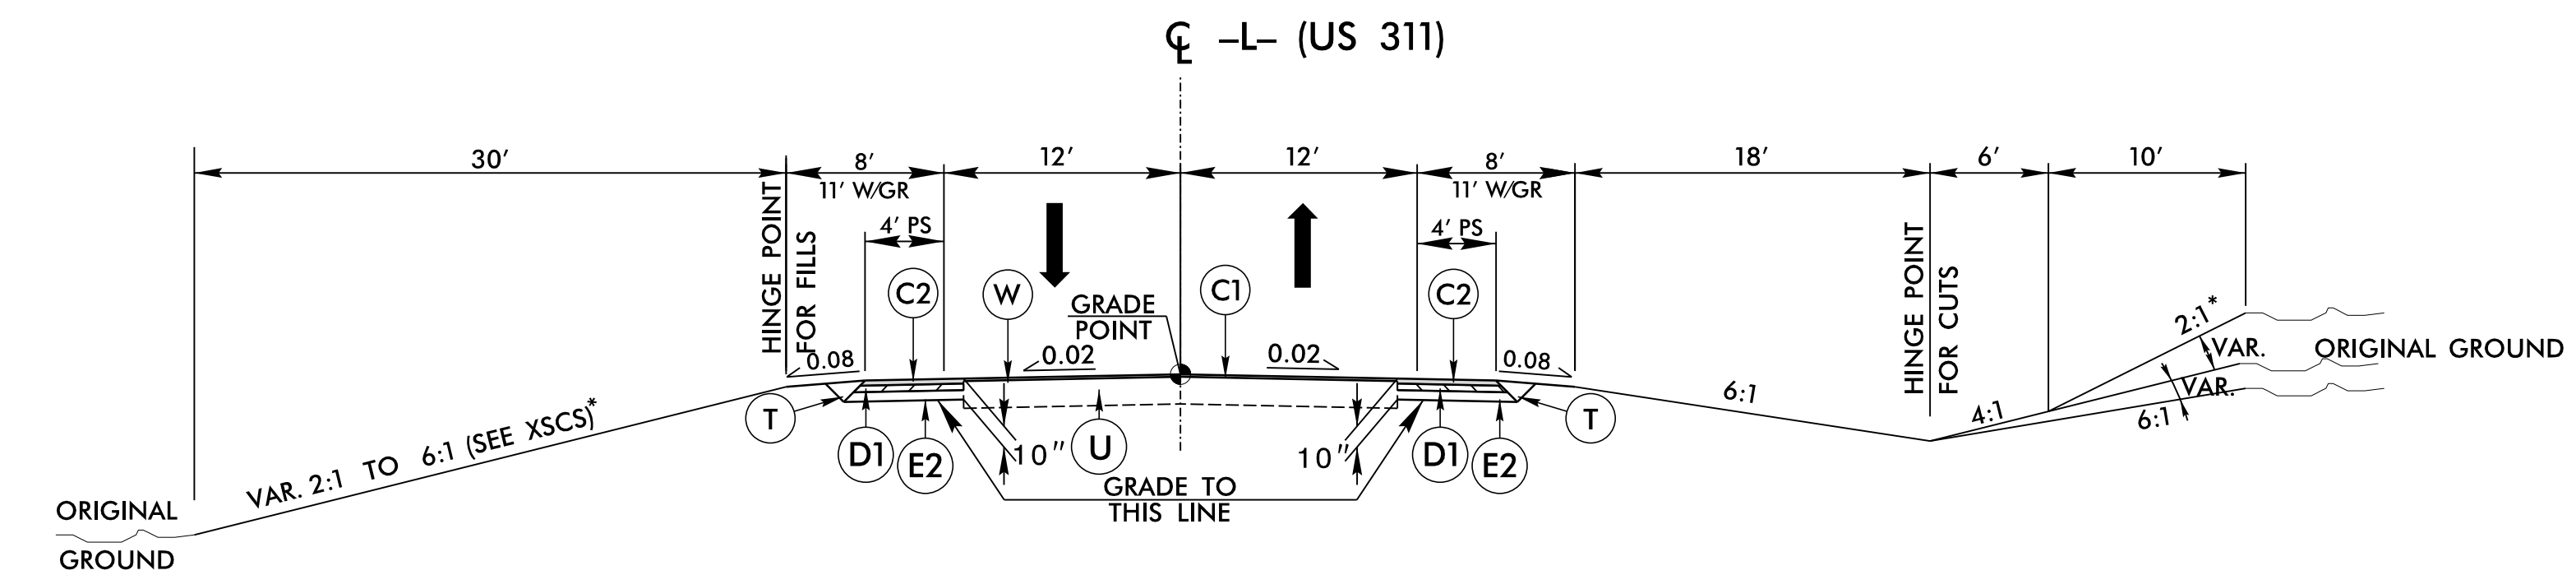 ℄ –L– (US 311)
30'
8'
12'
12'
8'
18'
6'
10'
11' W/GR
11' W/GR
4' PS
4' PS
HINGE POINT
FOR FILLS
HINGE POINT
FOR CUTS
C2
W
GRADE
POINT
C1
C2
0.08
0.02
0.02
0.08
2:1*
VAR.
ORIGINAL GROUND
VAR.
6:1
4:1
6:1
T
T
D1
E2
10"
U
10"
D1
E2
VAR. 2:1 TO 6:1 (SEE XSCS)*
GRADE TO
THIS LINE
ORIGINAL
GROUND